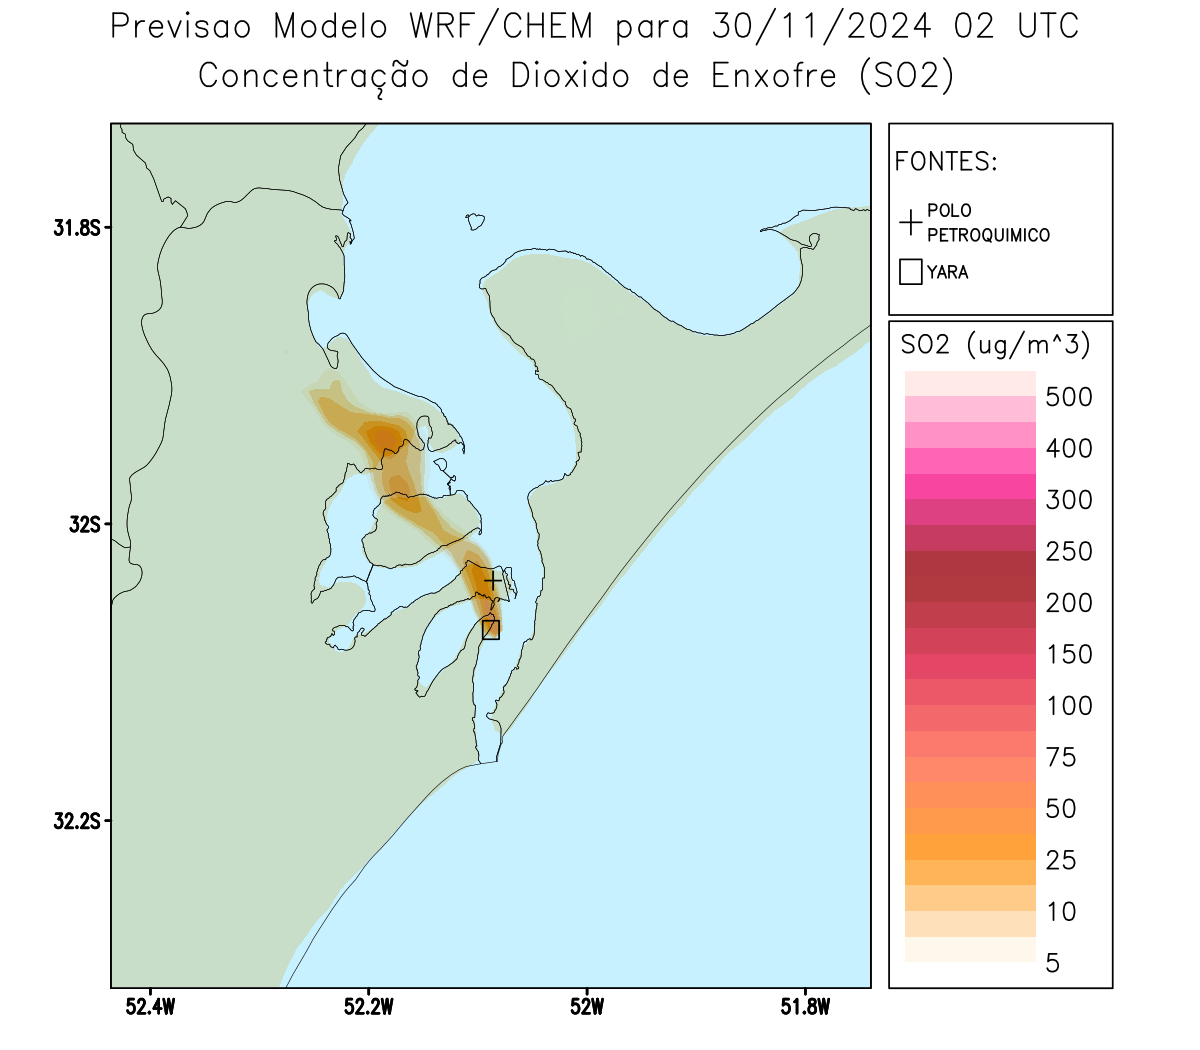 Previsao Modelo WRF/CHEM para 30/11/2024 02 UTC
Concentração de Dioxido de Enxofre (SO2)
FONTES:
POLO
PETROQUIMICO
YARA
SO2 (ug/m^3)
500
400
300
250
200
150
100
75
50
25
10
5
31.8S
32S
32.2S
52.4W
52.2W
52W
51.8W